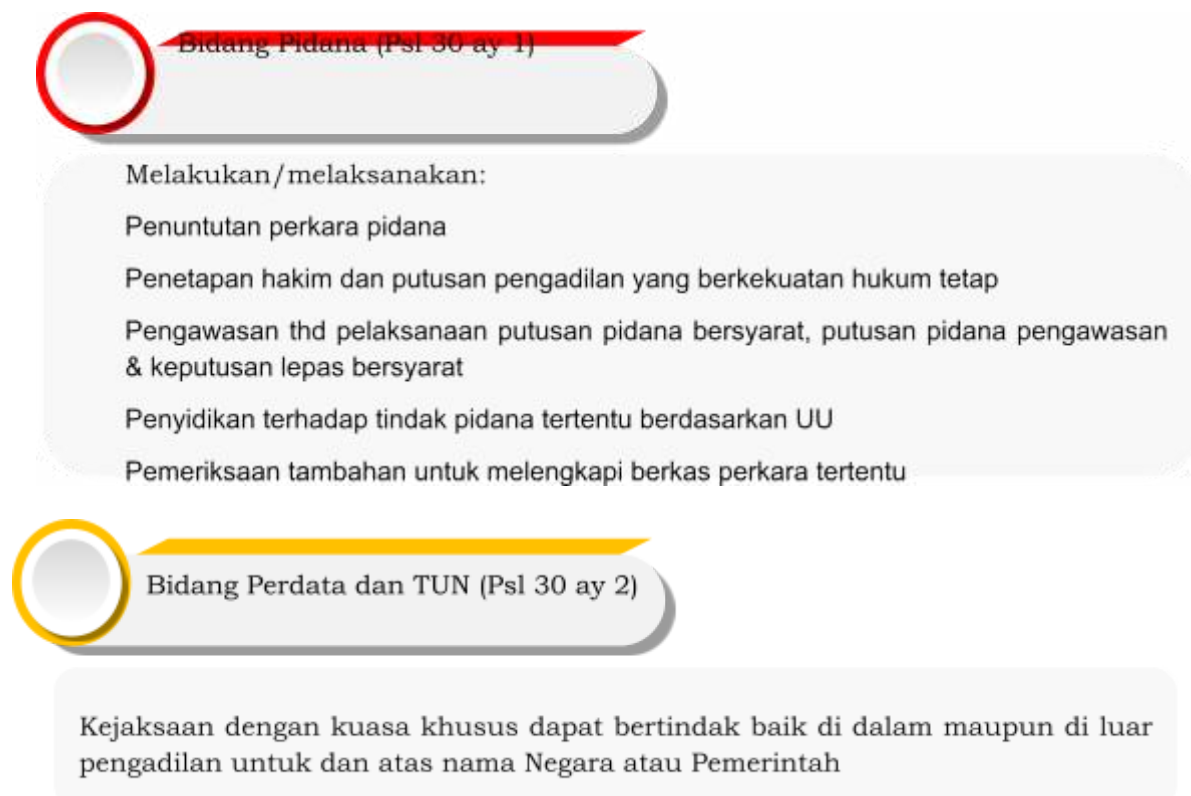 Bidang Pidana (Psl 30 ay 1)
Melakukan/melaksanakan:
Penuntutan perkara pidana
Penetapan hakim dan putusan pengadilan yang berkekuatan hukum tetap
Pengawasan thd pelaksanaan putusan pidana bersyarat, putusan pidana pengawasan
& keputusan lepas bersyarat
Penyidikan terhadap tindak pidana tertentu berdasarkan UU
Pemeriksaan tambahan untuk melengkapi berkas perkara tertentu
Bidang Perdata dan TUN (Psl 30 ay 2)
Kejaksaan dengan kuasa khusus dapat bertindak baik di dalam maupun di luar
pengadilan untuk dan atas nama Negara atau Pemerintah